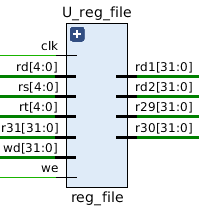 U_reg_file
clk
rd[4:0]
rd1[31:0]
rs[4:0]
rd2[31:0]
rt[4:0]
r29[31:0]
r31[31:0]
r30[31:0]
wd[31:0]
we
reg_file